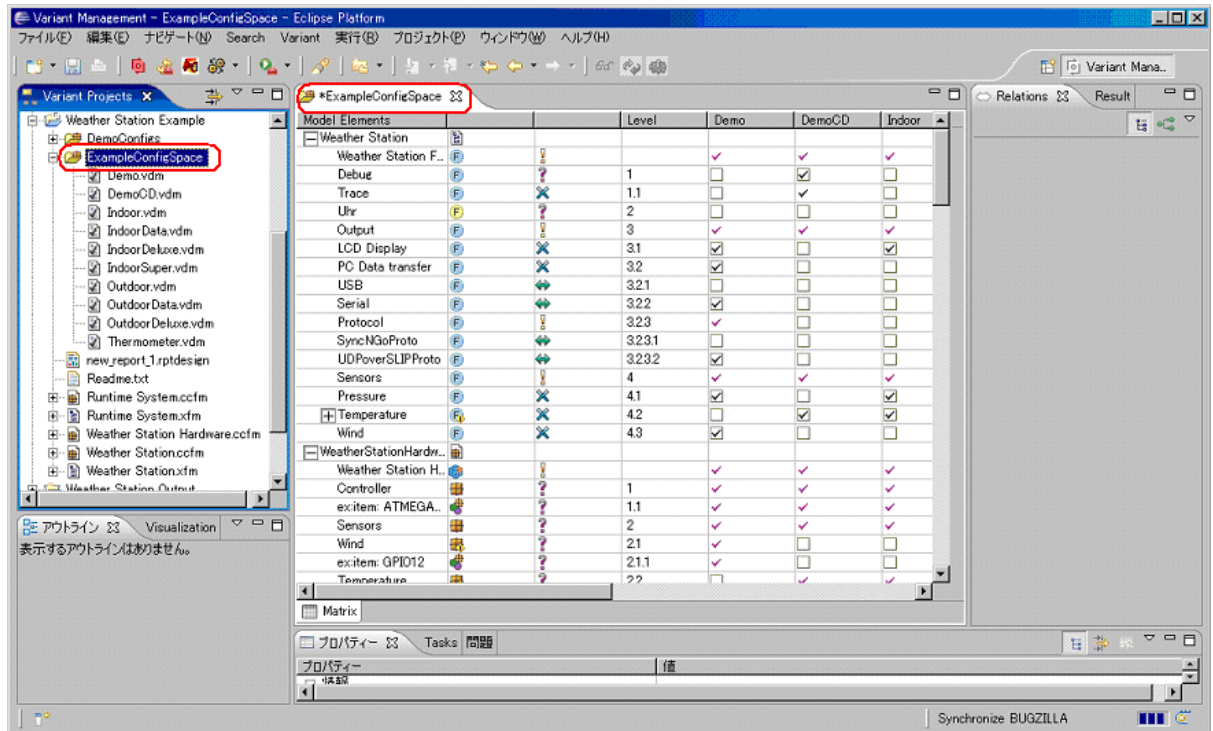 Variant Management - ExampleConfigSpace - Eclipse Platform
ファイル(F) 編集(E) ナビゲート(N) Search Variant 実行(R) プロジェクト(P) ウィンドウ(W) ヘルプ(H)
Variant Mana..
Variant Projects
Weather Station Example
DemoConfigs
ExampleConfigSpace
Demo.vdm
DemoCD.vdm
Indoor.vdm
IndoorData.vdm
IndoorDeluxe.vdm
IndoorSuper.vdm
Outdoor.vdm
OutdoorData.vdm
OutdoorDeluxe.vdm
Thermometer.vdm
new_report_1.rptdesign
Readme.txt
Runtime System.ccfm
Runtime System.xfm
Weather Station Hardware.ccfm
Weather Station.ccfm
Weather Station.xfm
Weather Station Output
アウトライン Visualization
表示するアウトラインはありません。
*ExampleConfigSpace
Model Elements Level Demo DemoCD Indoor
Weather Station
Weather Station F..
Debug 1
Trace 1.1
Uhr 2
Output 3
LCD Display 3.1
PC Data transfer 3.2
USB 3.2.1
Serial 3.2.2
Protocol 3.2.3
SyncNGoProto 3.2.3.1
UDPoverSLIPProto 3.2.3.2
Sensors 4
Pressure 4.1
Temperature 4.2
Wind 4.3
WeatherStationHardw..
Weather Station H..
Controller 1
ex:item: ATMEGA.. 1.1
Sensors 2
Wind 2.1
ex:item: GPIO12 2.1.1
Temperature 2.2
Matrix
Relations Result
プロパティー Tasks 問題
プロパティー 値
情報
Synchronize BUGZILLA